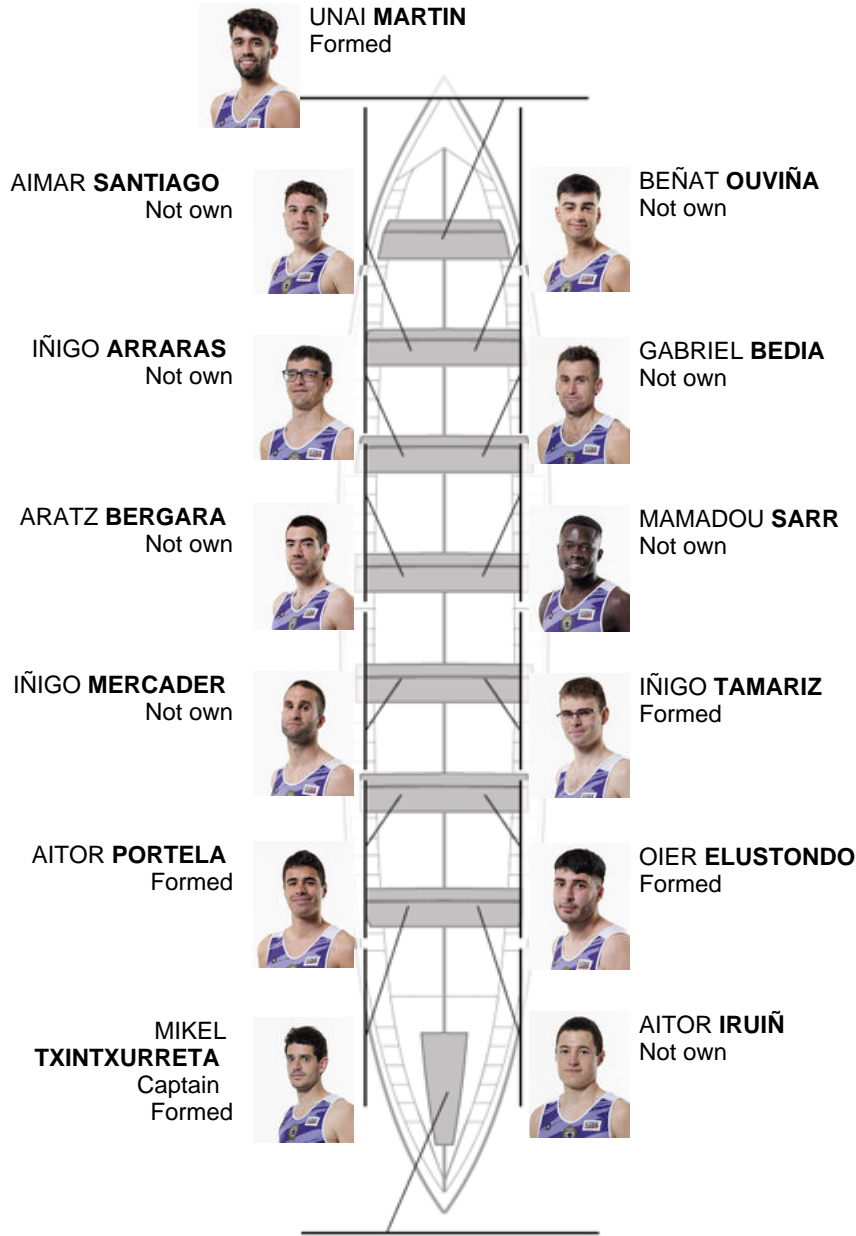 UNAI MARTIN
Formed
AIMAR SANTIAGO
Not own
BEÑAT OUVIÑA
Not own
IÑIGO ARRARAS
Not own
GABRIEL BEDIA
Not own
ARATZ BERGARA
Not own
MAMADOU SARR
Not own
IÑIGO MERCADER
Not own
IÑIGO TAMARIZ
Formed
AITOR PORTELA
Formed
OIER ELUSTONDO
Formed
MIKEL
TXINTXURRETA
Captain
Formed
AITOR IRUIÑ
Not own